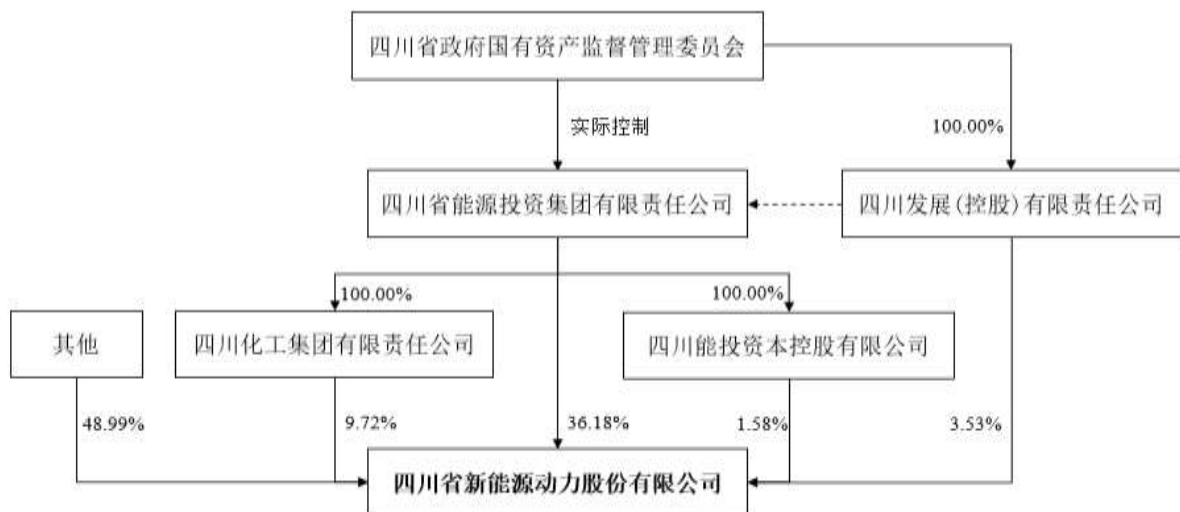 四川省政府国有资产监督管理委员会
实际控制
100.00%
四川省能源投资集团有限责任公司
四川发展(控股)有限责任公司
100.00%
100.00%
其他
四川化工集团有限责任公司
四川能投资本控股有限公司
48.99%
9.72%
36.18%
1.58%
3.53%
四川省新能源动力股份有限公司